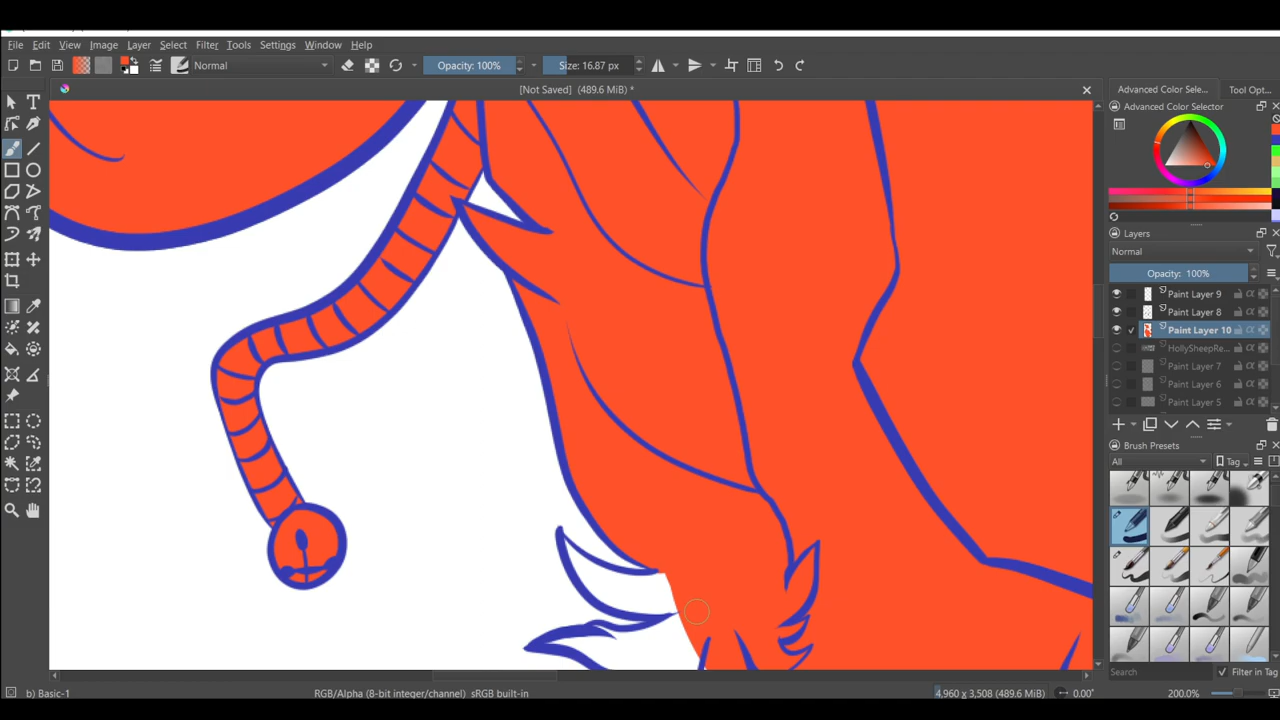 File Edit View Image Layer Select Filter Tools Settings Window Help
Normal Opacity: 100% Size: 16.87 px
[Not Saved] (489.6 MiB) *
Advanced Color Sele... Tool Opt...
Advanced Color Selector
Layers
Normal
Opacity: 100%
Paint Layer 9
Paint Layer 8
Paint Layer 10
HollySheepRe...
Paint Layer 7
Paint Layer 6
Paint Layer 5
Brush Presets
All Tag
Search Filter in Tag
b) Basic-1 RGB/Alpha (8-bit integer/channel) sRGB built-in 4,960 x 3,508 (489.6 MiB) 0.00° 200.0%